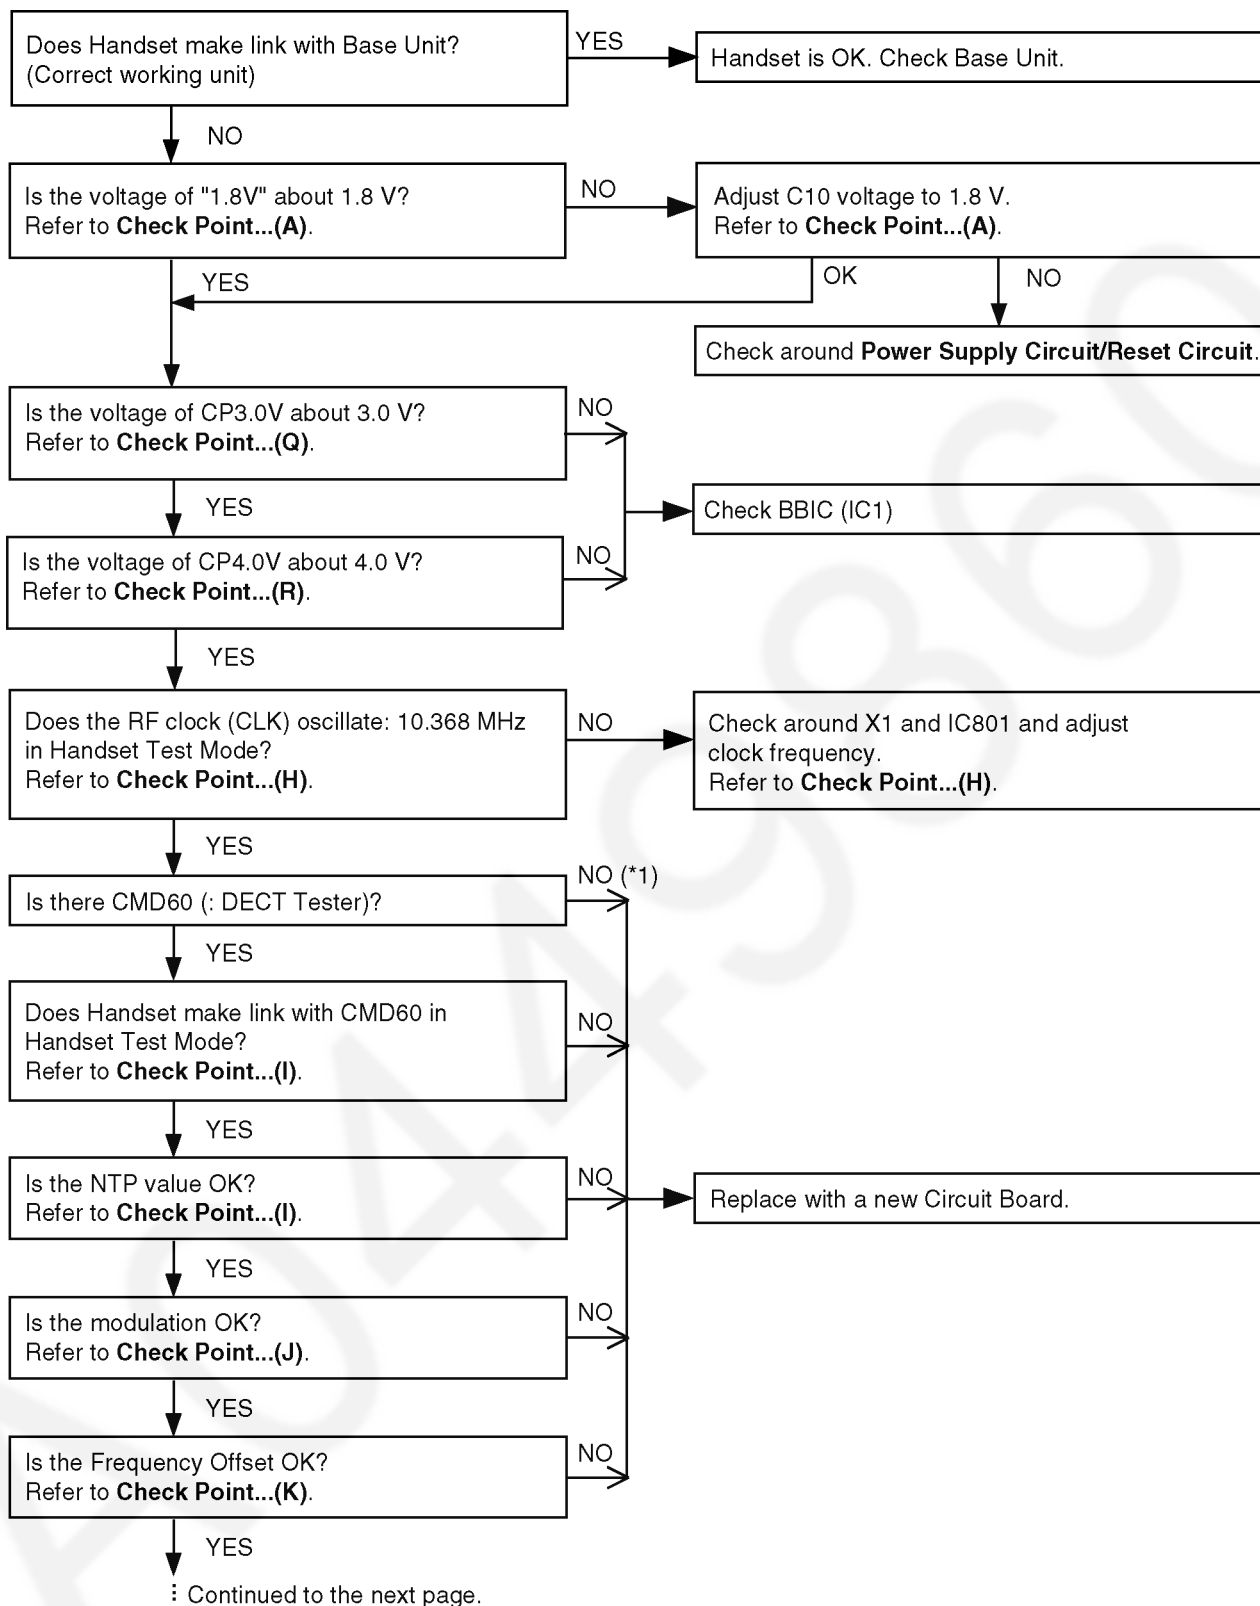 Does Handset make link with Base Unit?
(Correct working unit)
YES
Handset is OK. Check Base Unit.
NO
Is the voltage of "1.8V" about 1.8 V?
Refer to Check Point...(A).
NO
Adjust C10 voltage to 1.8 V.
Refer to Check Point...(A).
YES
OK
NO
Check around Power Supply Circuit/Reset Circuit.
Is the voltage of CP3.0V about 3.0 V?
Refer to Check Point...(Q).
NO
YES
Check BBIC (IC1)
Is the voltage of CP4.0V about 4.0 V?
Refer to Check Point...(R).
NO
YES
Does the RF clock (CLK) oscillate: 10.368 MHz
in Handset Test Mode?
Refer to Check Point...(H).
NO
Check around X1 and IC801 and adjust
clock frequency.
Refer to Check Point...(H).
YES
Is there CMD60 (: DECT Tester)?
NO (*1)
YES
Does Handset make link with CMD60 in
Handset Test Mode?
Refer to Check Point...(I).
NO
YES
Is the NTP value OK?
Refer to Check Point...(I).
NO
Replace with a new Circuit Board.
YES
Is the modulation OK?
Refer to Check Point...(J).
NO
YES
Is the Frequency Offset OK?
Refer to Check Point...(K).
NO
YES
Continued to the next page.
A04449860